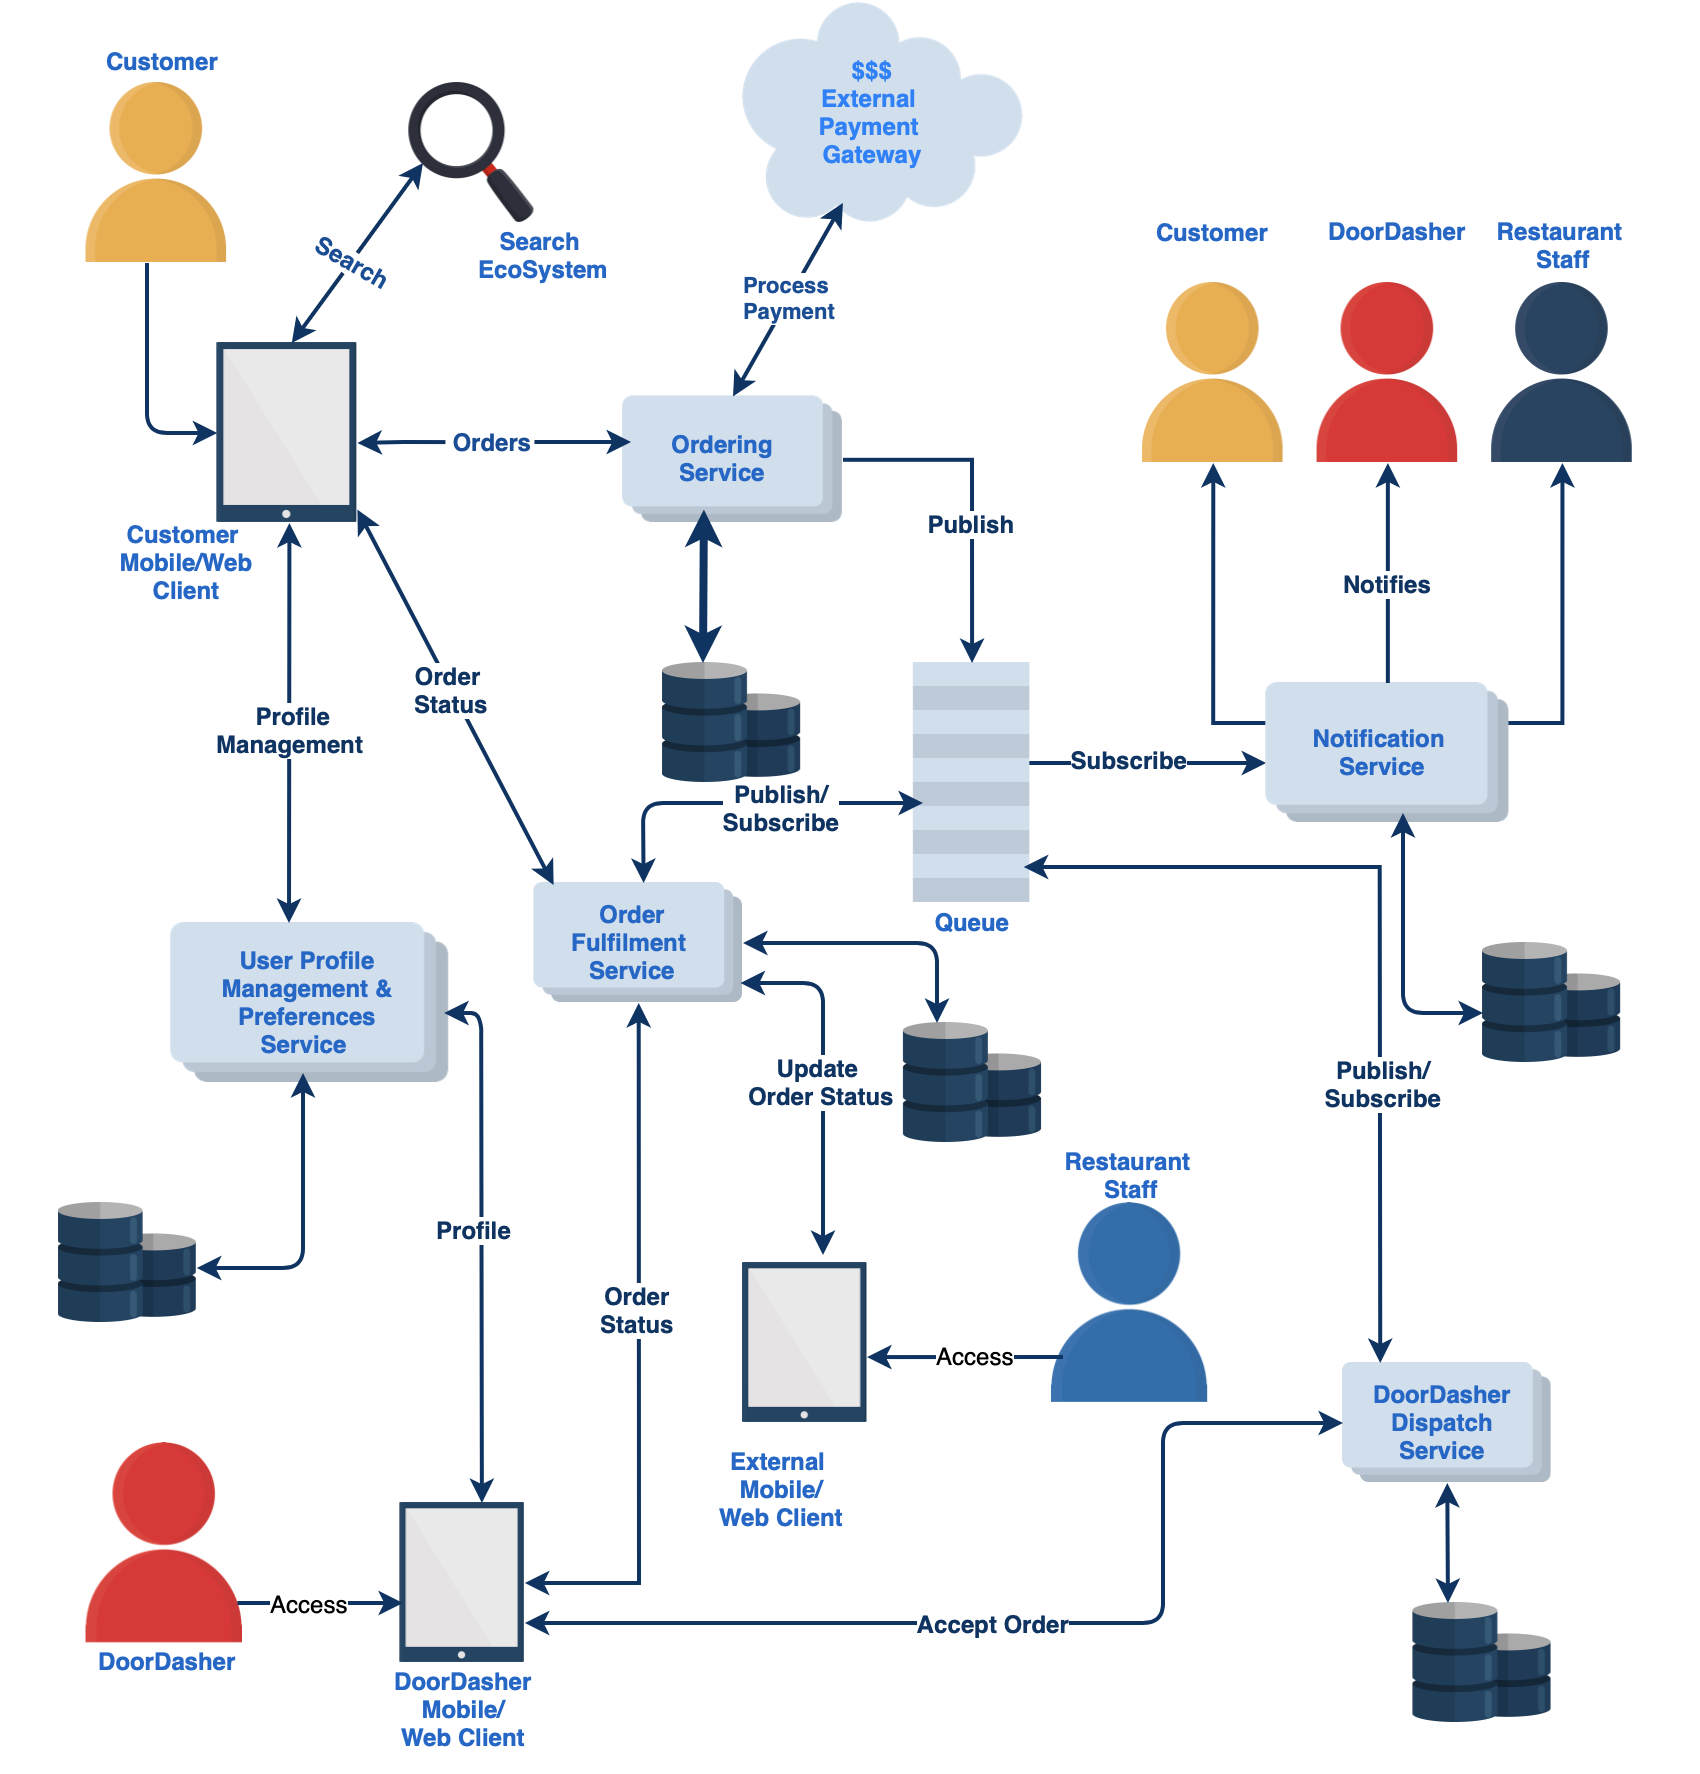 Customer
$$$
External
Payment
Gateway
Search
EcoSystem
Search
Customer
DoorDasher
Restaurant
Staff
Process
Payment
Orders
Ordering
Service
Publish
Customer
Mobile/Web
Client
Notifies
Order
Status
Profile
Management
Notification
Service
Subscribe
Publish/
Subscribe
Queue
Order
Fulfilment
Service
User Profile
Management &
Preferences
Service
Update
Order Status
Publish/
Subscribe
Restaurant
Staff
Profile
Order
Status
Access
DoorDasher
Dispatch
Service
External
Mobile/
Web Client
Access
Accept Order
DoorDasher
DoorDasher
Mobile/
Web Client